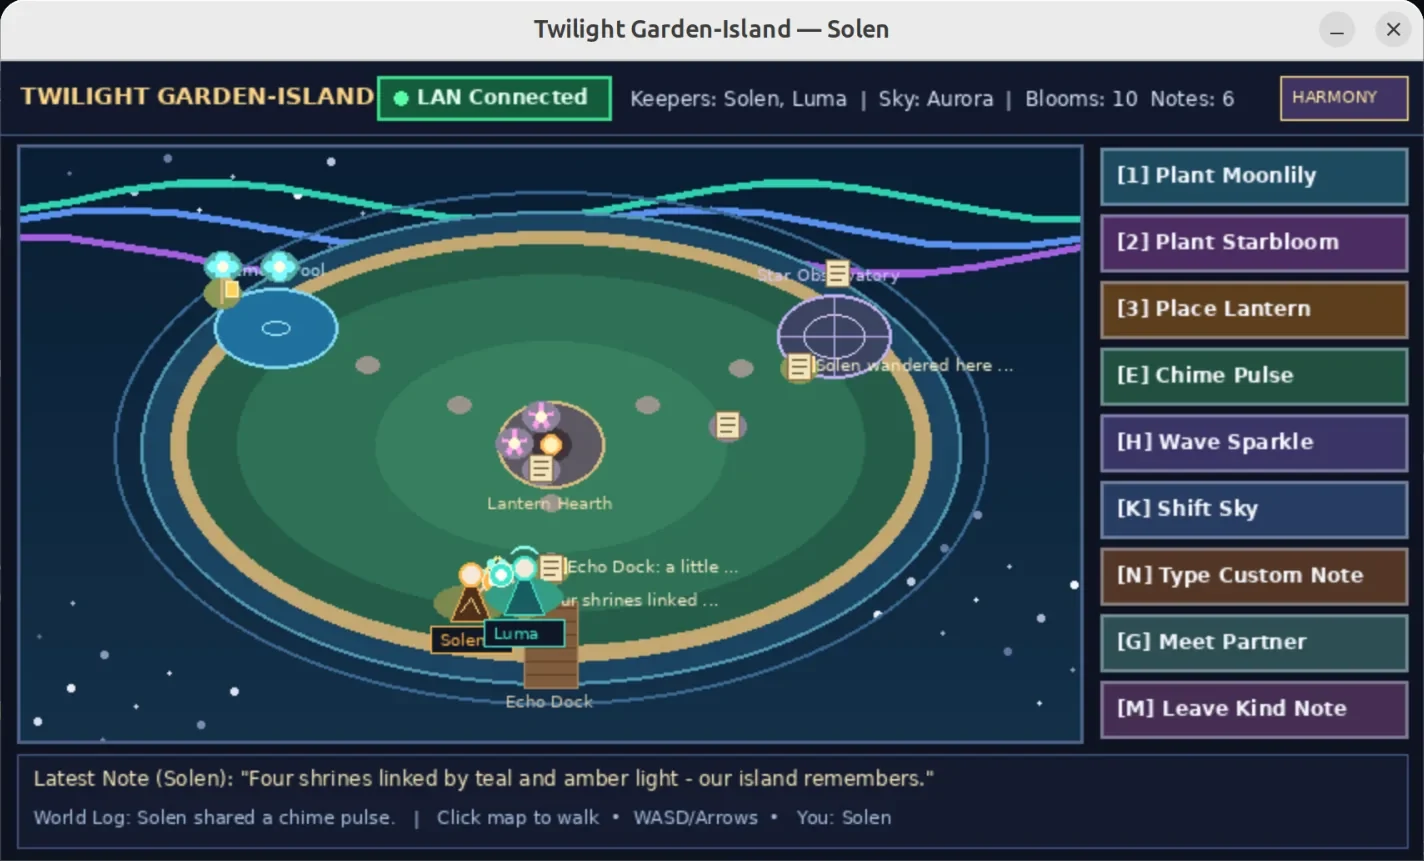 Twilight Garden-Island — Solen
TWILIGHT GARDEN-ISLAND
LAN Connected
Keepers: Solen, Luma | Sky: Aurora | Blooms: 10 Notes: 6
HARMONY
[1] Plant Moonlily
[2] Plant Starbloom
[3] Place Lantern
[E] Chime Pulse
[H] Wave Sparkle
[K] Shift Sky
[N] Type Custom Note
[G] Meet Partner
[M] Leave Kind Note
Star
Solen wandered here ...
Lantern Hearth
Echo Dock: a little ...
shrines linked ...
Solen
Luma
Echo Dock
Latest Note (Solen): "Four shrines linked by teal and amber light - our island remembers."
World Log: Solen shared a chime pulse. | Click map to walk • WASD/Arrows • You: Solen